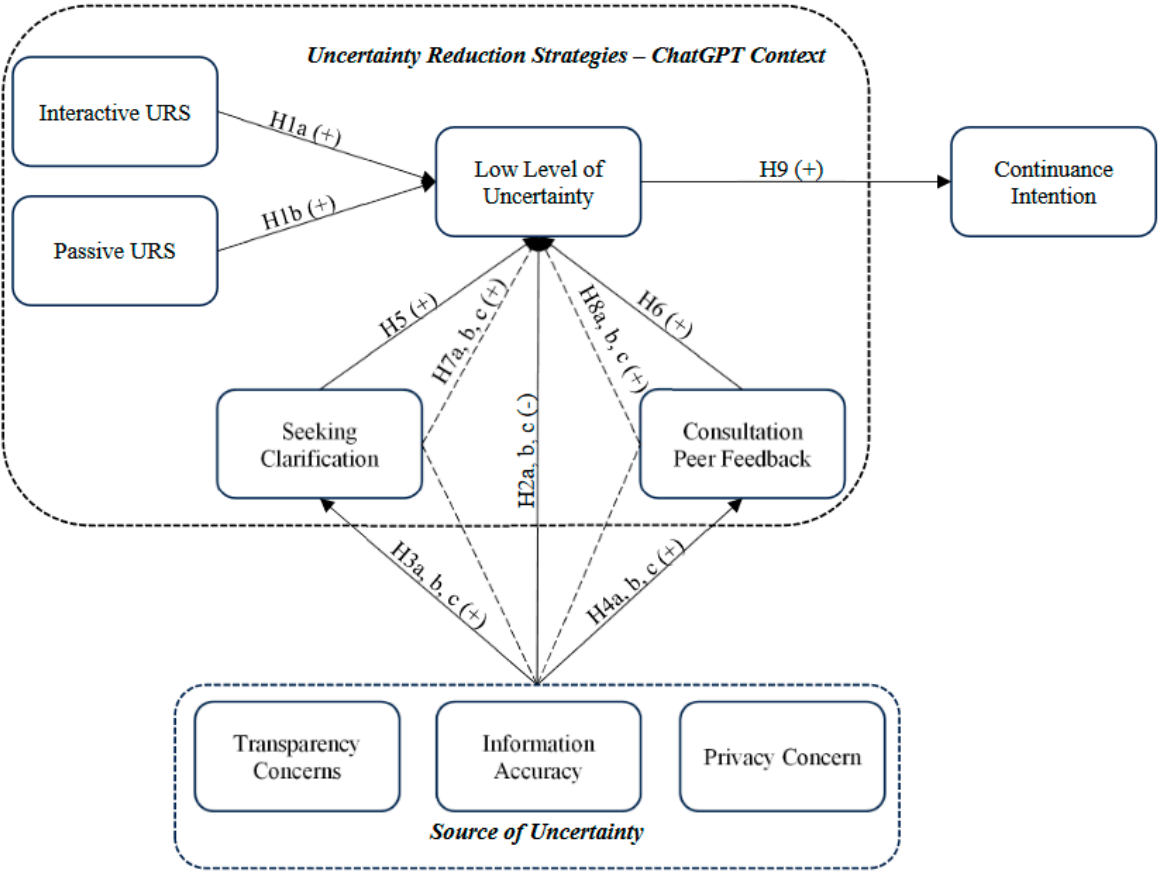 Uncertainty Reduction Strategies – ChatGPT Context
Interactive URS
H1a (+)
Low Level of
Uncertainty
H9 (+)
Continuance
Intention
H1b (+)
Passive URS
H5 (+)
H7a, b, c (+)
H8a, b, c (+)
H6 (+)
H2a, b, c (-)
Seeking
Clarification
Consultation
Peer Feedback
H3a, b, c (+)
H4a, b, c (+)
Transparency
Concerns
Information
Accuracy
Privacy Concern
Source of Uncertainty